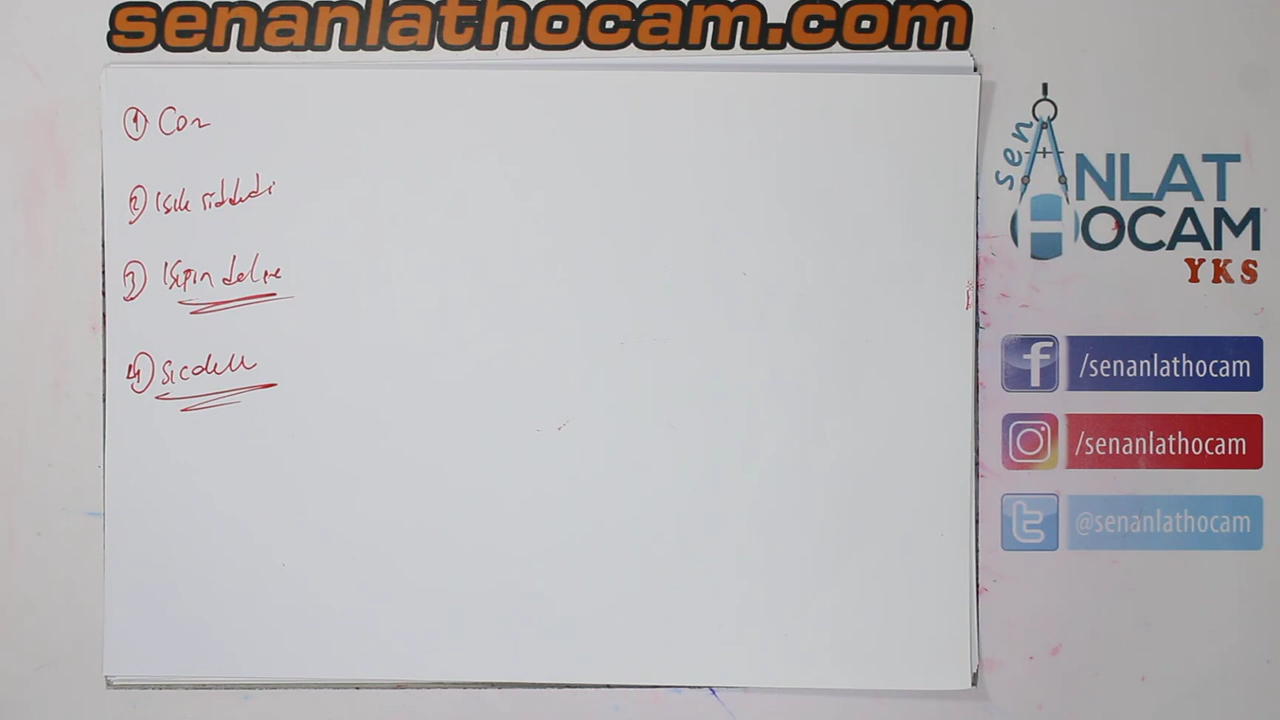 senanlathocam.com
① Can
② Işık şiddeti
③ Işığın dalga
④ Sıcaklık
sen
ANLAT
HOCAM
YKS
/senanlathocam
/senanlathocam
@senanlathocam